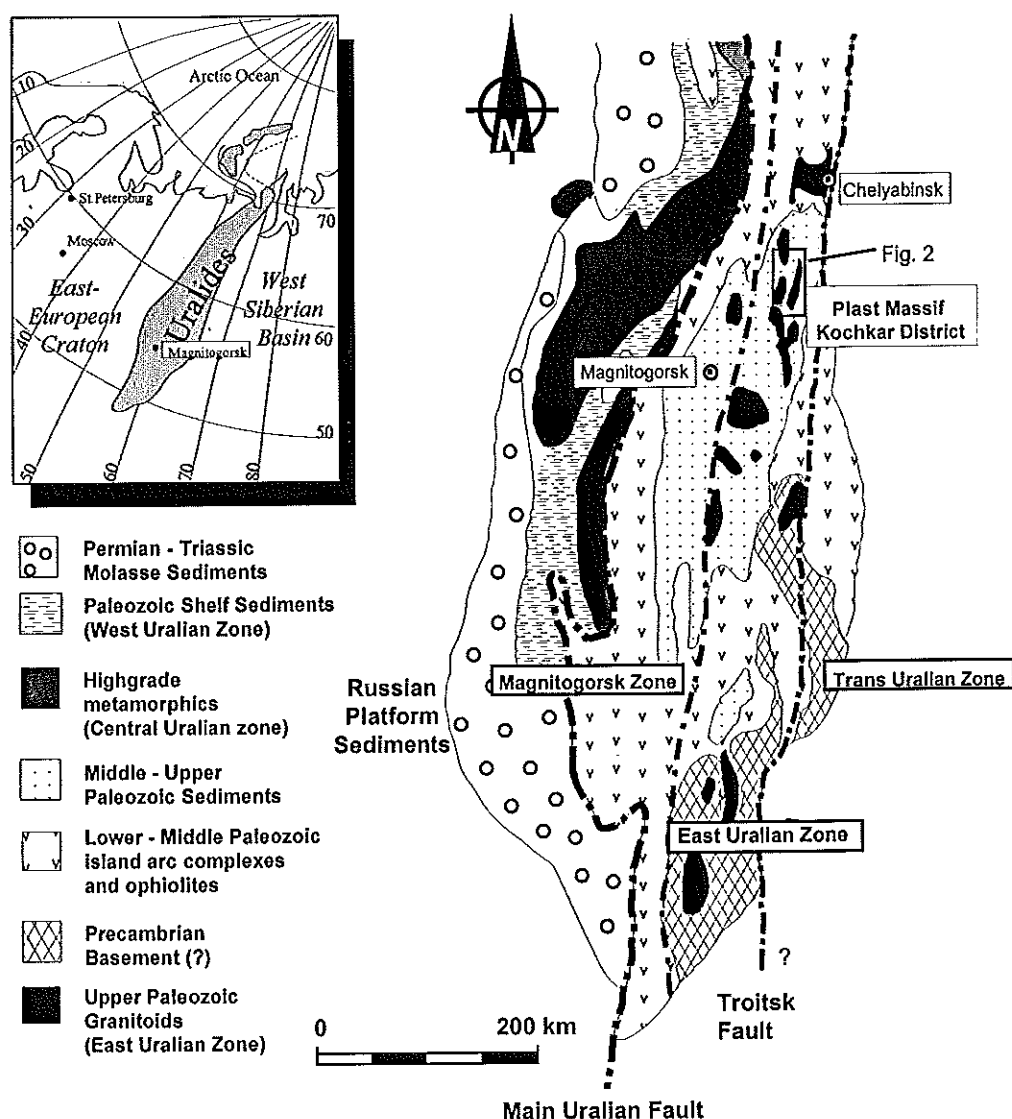 Arctic Ocean
10
20
30
40
50
60
70
80
70
60
50
St Petersburg
Moscow
East-
European
Craton
Uralides
West
Siberian
Basin
Magnitogorsk
N
Chelyabinsk
Fig. 2
Plast Massif
Kochkar District
Magnitogorsk
Permian - Triassic
Molasse Sediments
Paleozoic Shelf Sediments
(West Uralian Zone)
Highgrade
metamorphics
(Central Uralian zone)
Middle - Upper
Paleozoic Sediments
Lower - Middle Paleozoic
island arc complexes
and ophiolites
Precambrian
Basement (?)
Upper Paleozoic
Granitoids
(East Uralian Zone)
Russian
Platform
Sediments
Magnitogorsk Zone
Trans Uralian Zone
East Uralian Zone
?
Troitsk
Fault
0
200 km
Main Uralian Fault